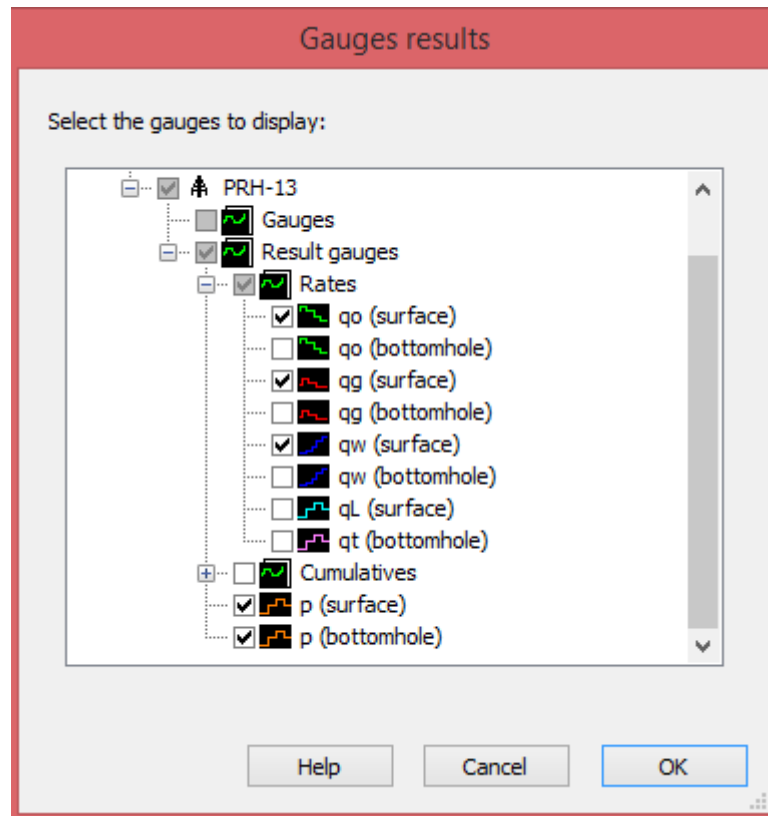 Gauges results
Select the gauges to display:
PRH-13
Gauges
Result gauges
Rates
qo (surface)
qo (bottomhole)
qg (surface)
qg (bottomhole)
qw (surface)
qw (bottomhole)
qL (surface)
qt (bottomhole)
Cumulatives
p (surface)
p (bottomhole)
Help Cancel OK